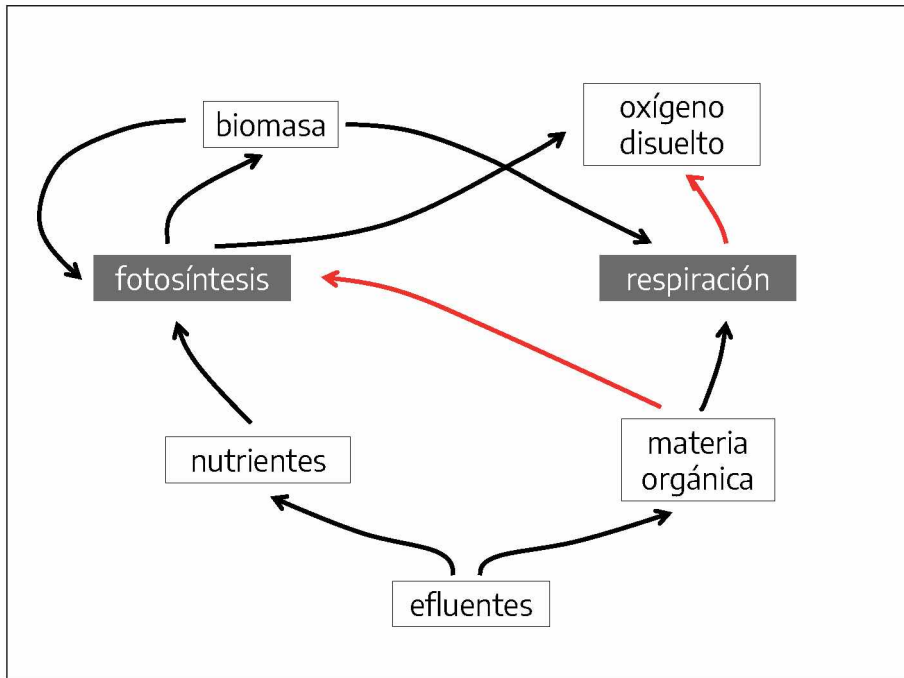 biomasa
oxígeno
disuelto
fotosíntesis
respiración
nutrientes
materia
orgánica
efluentes